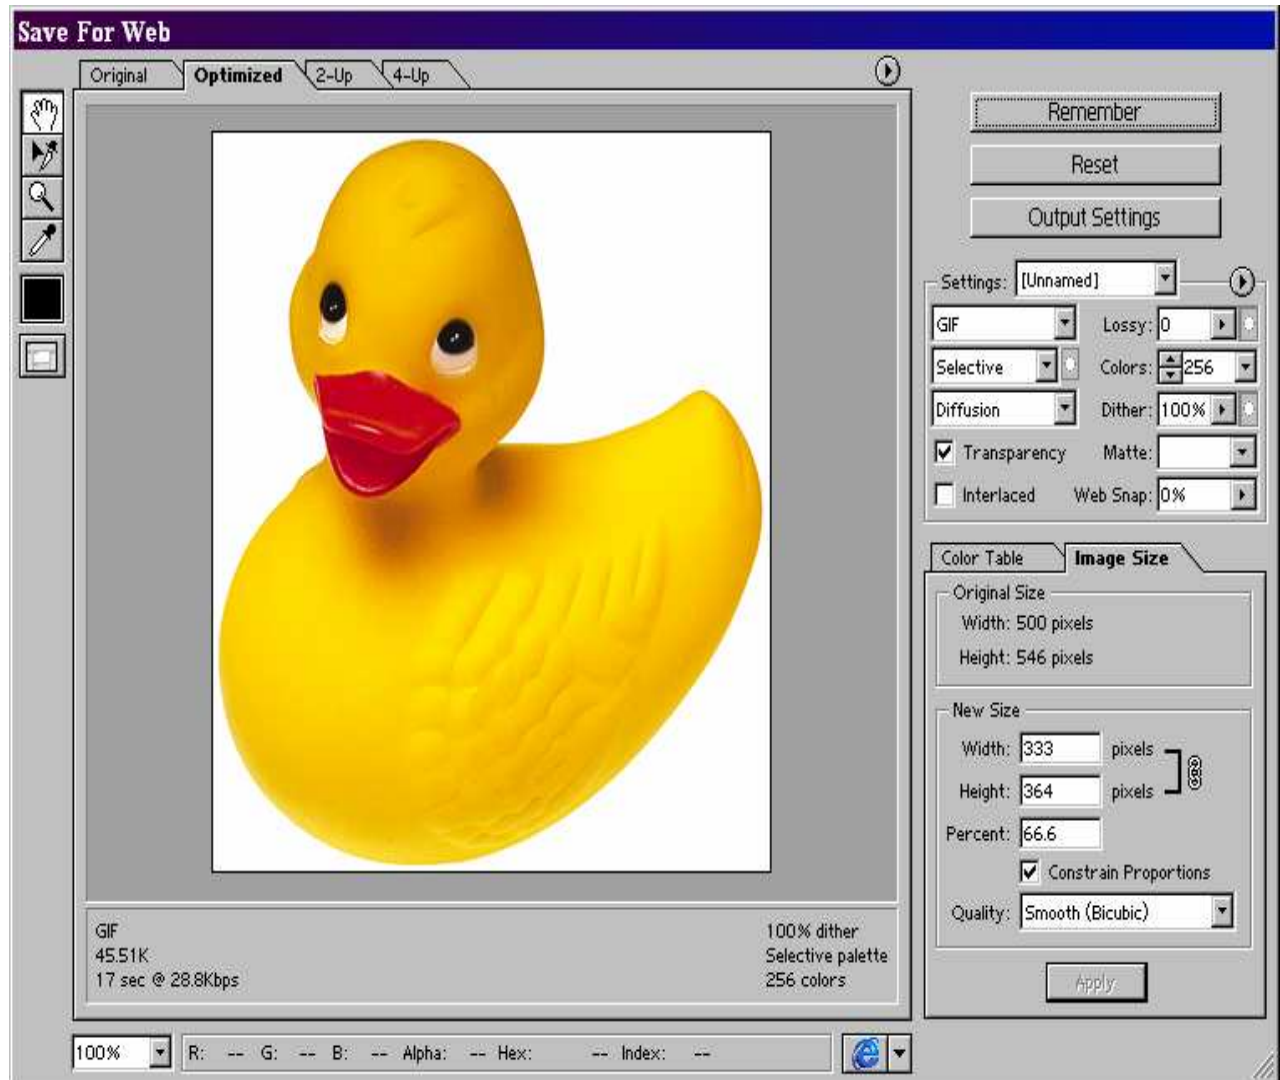 Save For Web
Original Optimized 2-Up 4-Up
Remember
Reset
Output Settings
Settings: [Unnamed]
GIF Lossy: 0
Selective Colors: 256
Diffusion Dither: 100%
Transparency Matte:
Interlaced Web Snap: 0%
Color Table Image Size
Original Size
Width: 500 pixels
Height: 546 pixels
New Size
Width: 333 pixels
Height: 364 pixels
Percent: 66.6
Constrain Proportions
Quality: Smooth (Bicubic)
Apply
GIF 100% dither
45.51K Selective palette
17 sec @ 28.8Kbps 256 colors
100% R: -- G: -- B: -- Alpha: -- Hex: -- Index: --